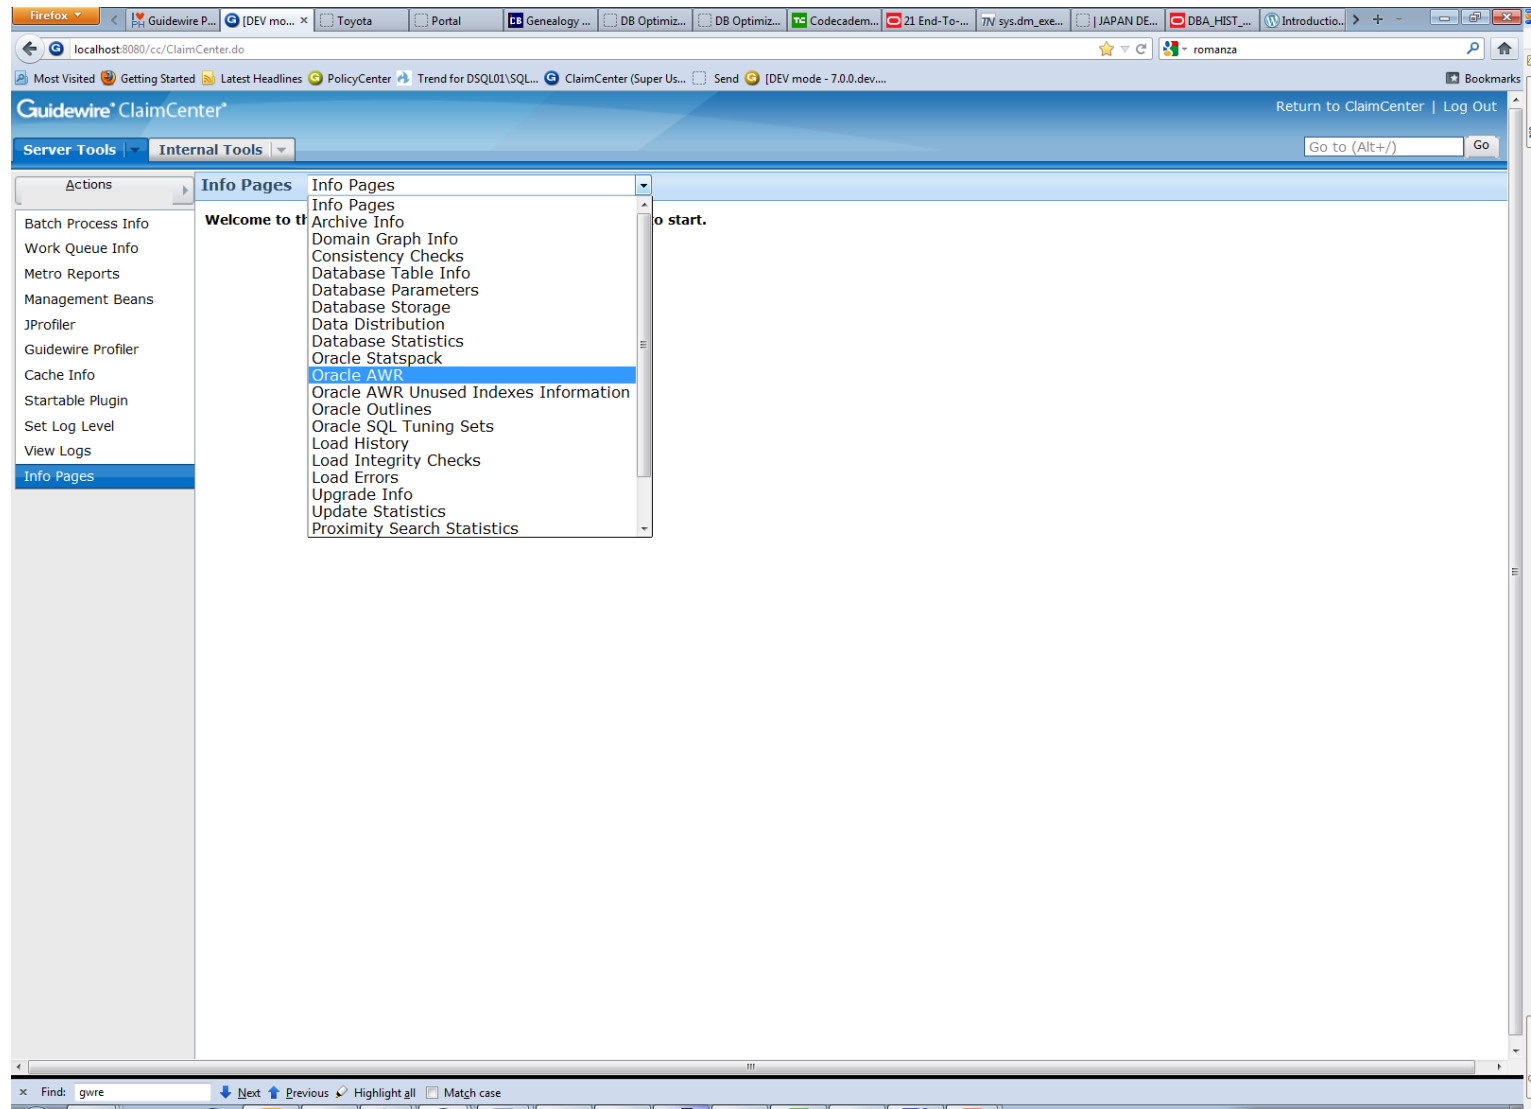 Firefox
Guidewire P...
[DEV mo...
Toyota
Portal
Genealogy ...
DB Optimiz...
DB Optimiz...
Codecadem...
21 End-To-...
sys.dm_exe...
| JAPAN DE...
DBA_HIST_...
Introductio...
localhost:8080/cc/ClaimCenter.do
romanza
Most Visited
Getting Started
Latest Headlines
PolicyCenter
Trend for DSQL01\SQL...
ClaimCenter (Super Us...
Send
[DEV mode - 7.0.0.dev....
Bookmarks
Guidewire® ClaimCenter®
Return to ClaimCenter | Log Out
Server Tools
Internal Tools
Go to (Alt+/)
Go
Actions
Batch Process Info
Work Queue Info
Metro Reports
Management Beans
JProfiler
Guidewire Profiler
Cache Info
Startable Plugin
Set Log Level
View Logs
Info Pages
Info Pages
Info Pages
Welcome to
to start.
Info Pages
Archive Info
Domain Graph Info
Consistency Checks
Database Table Info
Database Parameters
Database Storage
Data Distribution
Database Statistics
Oracle Statspack
Oracle AWR
Oracle AWR Unused Indexes Information
Oracle Outlines
Oracle SQL Tuning Sets
Load History
Load Integrity Checks
Load Errors
Upgrade Info
Update Statistics
Proximity Search Statistics
Find:
gwre
Next
Previous
Highlight all
Match case